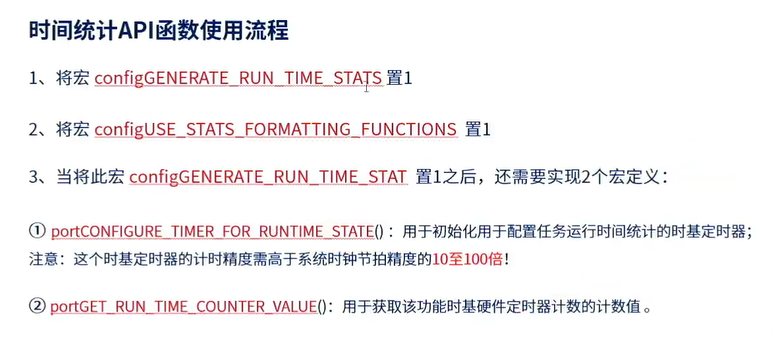 时间统计API函数使用流程
1、将宏 configGENERATE_RUN_TIME_STATS 置1
2、将宏 configUSE_STATS_FORMATTING_FUNCTIONS 置1
3、当将此宏 configGENERATE_RUN_TIME_STAT 置1之后，还需要实现2个宏定义：
① portCONFIGURE_TIMER_FOR_RUNTIME_STATE()：用于初始化用于配置任务运行时间统计的时基定时器；
注意：这个时基定时器的计时精度需高于系统时钟节拍精度的10至100倍！
② portGET_RUN_TIME_COUNTER_VALUE()：用于获取该功能时基硬件定时器计数的计数值 。